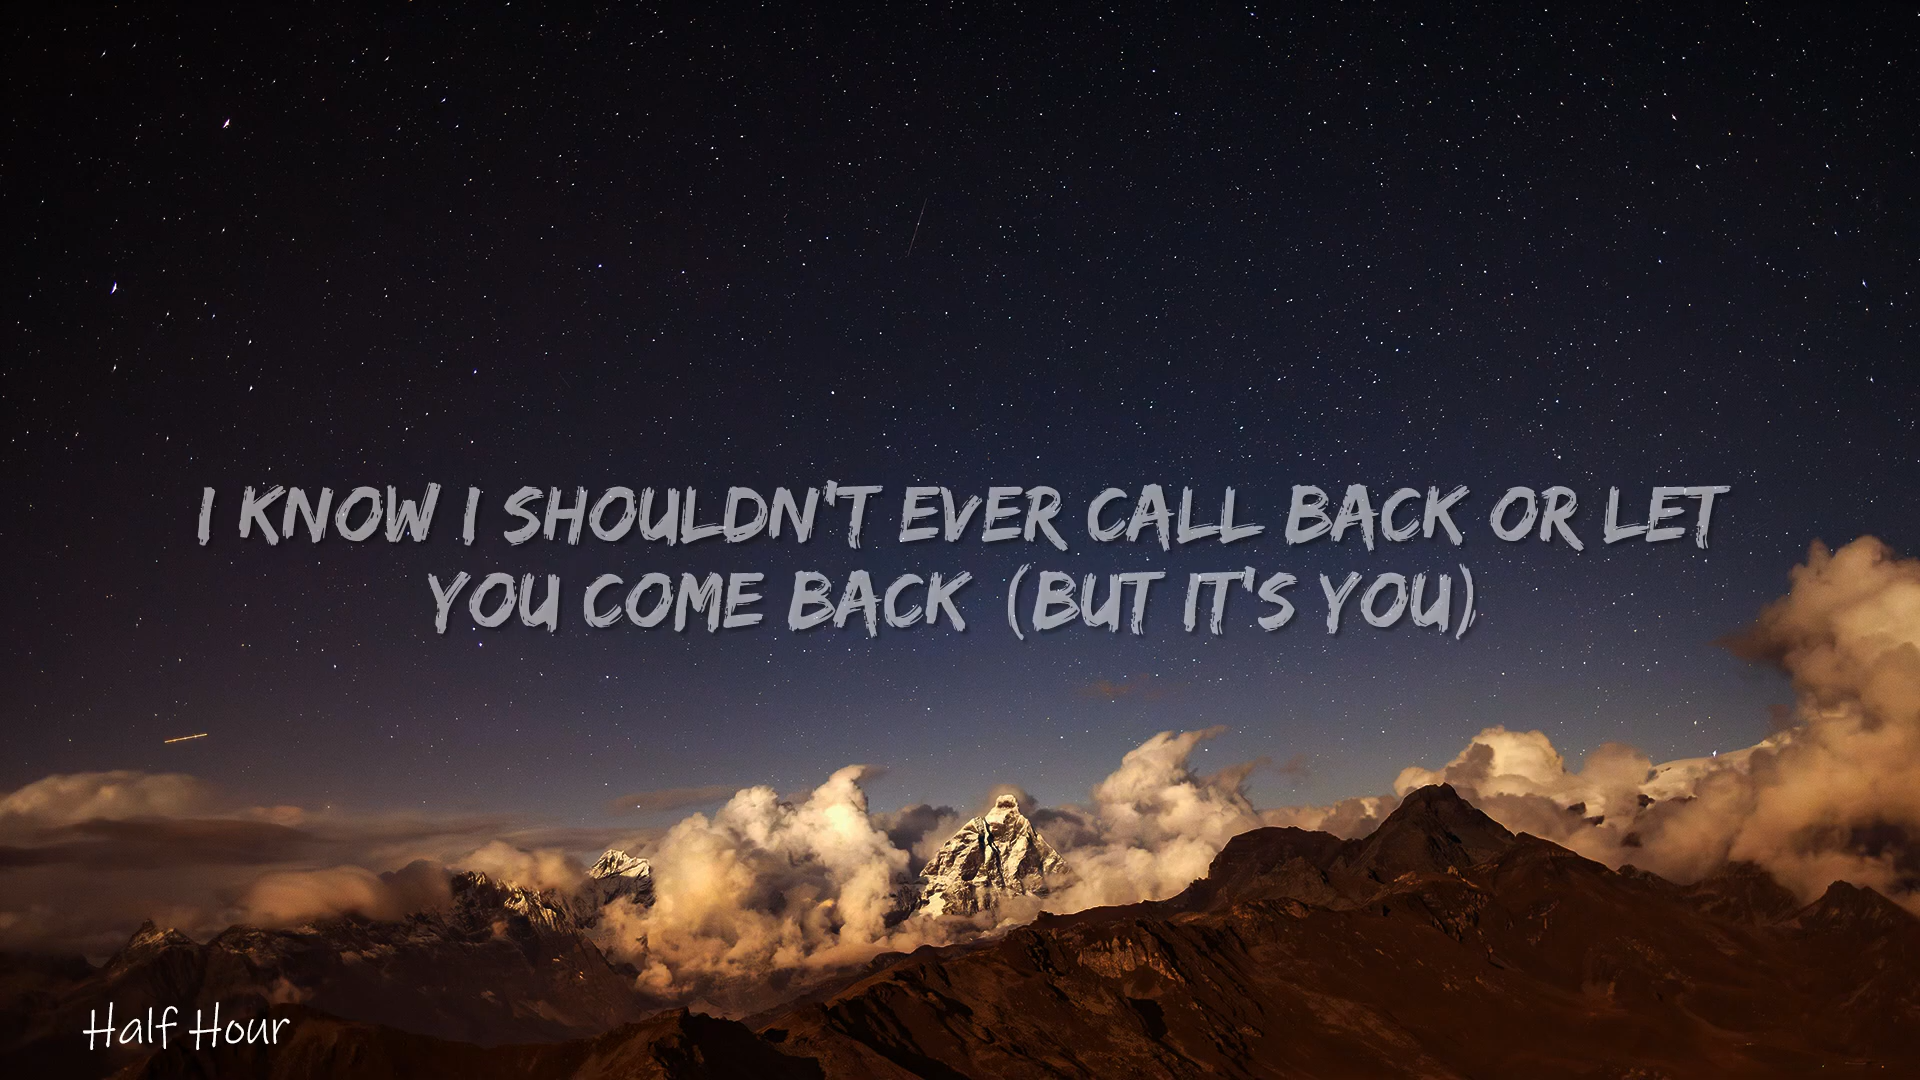 I KNOW I SHOULDN'T EVER CALL BACK OR LET
YOU COME BACK (BUT IT'S YOU)
Half Hour